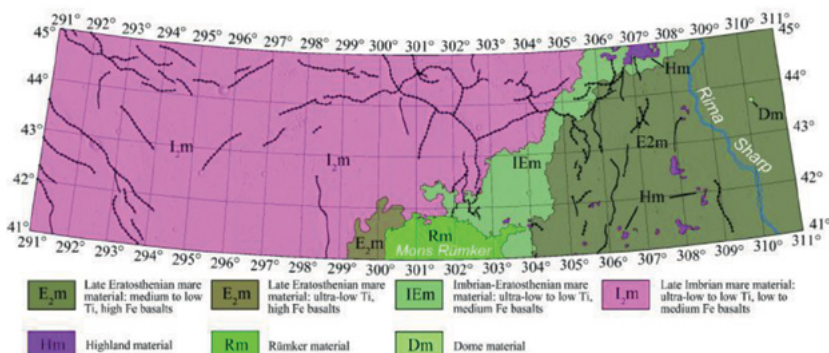 291° 292° 293° 294° 295° 296° 297° 298° 299° 300° 301° 302° 303° 304° 305° 306° 307° 308° 309° 310° 311°
45° 45°
44° 44°
43° 43°
42° 42°
41° 41°
Hm
Rima
Sharp
Dm
I₂m
I₂m
IEm
E2m
Hm
E₂m
Rm
Mons Rümker
291° 292° 293° 294° 295° 296° 297° 298° 299° 300° 301° 302° 303° 304° 305° 306° 307° 308° 309° 310° 311°
E₂m Late Eratosthenian mare
material: medium to low
Ti, high Fe basalts
E₂m Late Eratosthenian mare
material: ultra-low Ti,
high Fe basalts
IEm Imbrian-Eratosthenian mare
material: ultra-low to low Ti,
medium Fe basalts
I₂m Late Imbrian mare material:
ultra-low to low Ti, low to
medium Fe basalts
Hm Highland material
Rm Rümker material
Dm Dome material